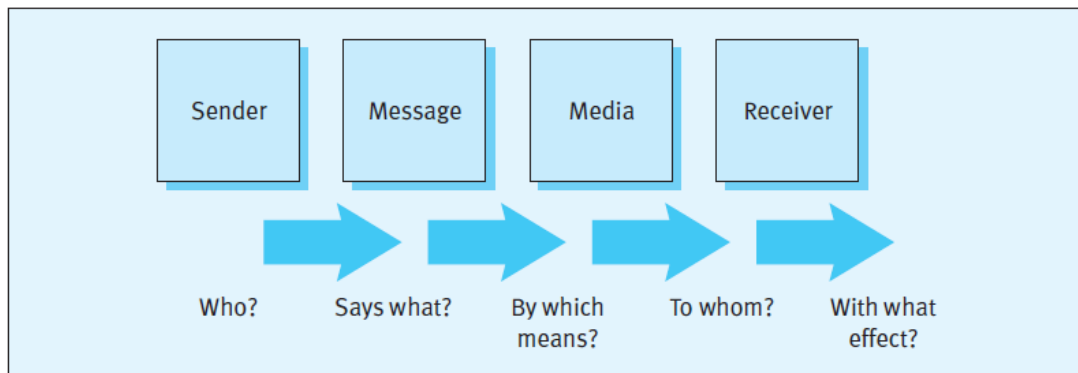 Sender
Message
Media
Receiver
Who?
Says what?
By which
means?
To whom?
With what
effect?